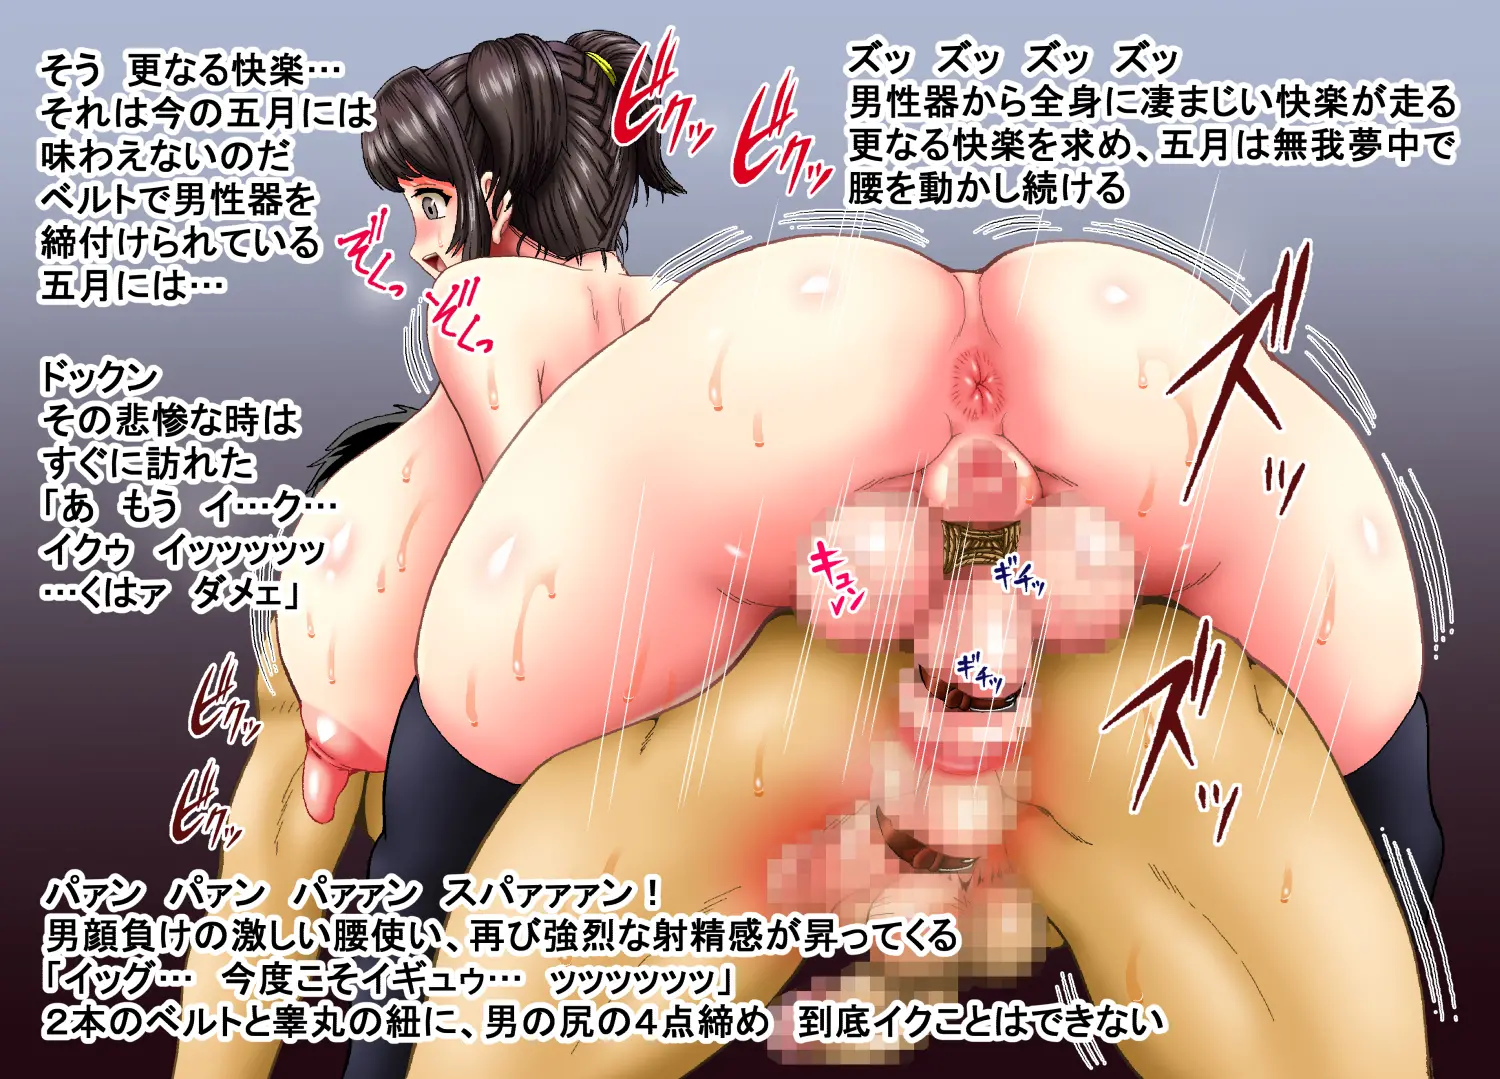 ズッ ズッ ズッ ズッ
男性器から全身に凄まじい快楽が走る
更なる快楽を求め、五月は無我夢中で
腰を動かし続ける
そう 更なる快楽…
それは今の五月には
味わえないのだ
ベルトで男性器を
締付けられている
五月には…
ドックン
その悲惨な時は
すぐに訪れた
「あ もう イ…ク…
イクゥ イッッッッッ
…くはァ ダメェ」
パァン パァン パァァン スパァァァン！
男顔負けの激しい腰使い、再び強烈な射精感が昇ってくる
「イッグ… 今度こそイギュゥ… ッッッッッッ」
２本のベルトと睾丸の紐に、男の尻の４点締め 到底イクことはできない
ビクッ
ビクッ
ぞくっ
ぞくっ
ズッ
ズッ
キュン
ギチッ
ギチッ
ビクッ
ビクッ